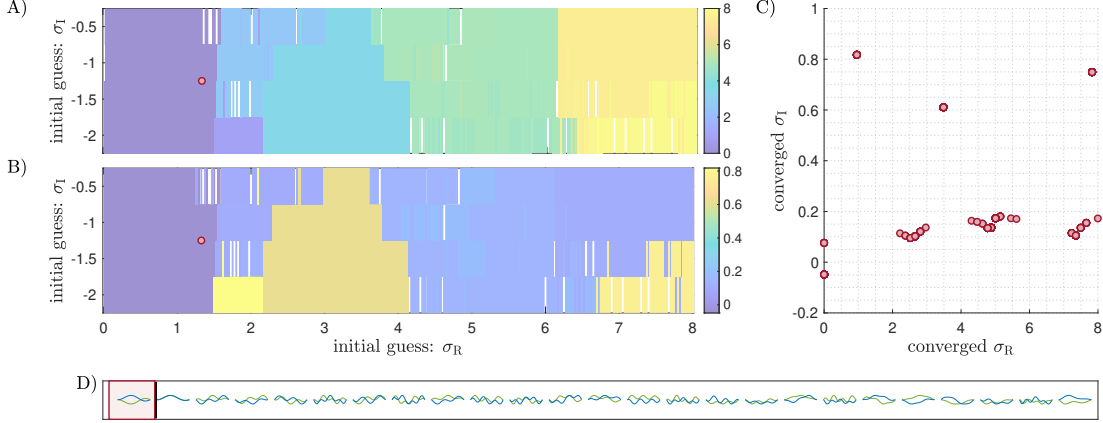 A)
initial guess: σI
-0.5
-1
-1.5
-2
8
6
4
2
0
B)
initial guess: σI
-0.5
-1
-1.5
-2
0.8
0.6
0.4
0.2
0
0 1 2 3 4 5 6 7 8
initial guess: σR
C)
converged σI
1
0.8
0.6
0.4
0.2
0
-0.2
0 2 4 6 8
converged σR
D)